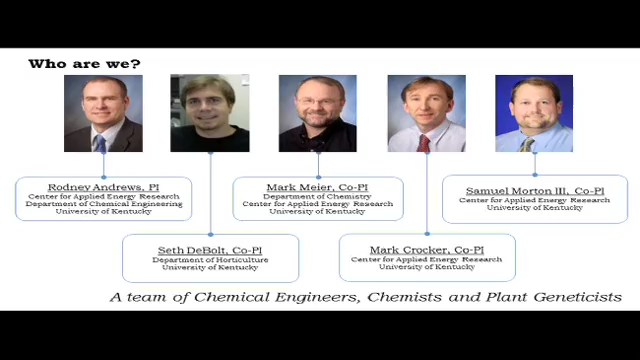 Who are we?
Rodney Andrews, PI
Center for Applied Energy Research
Department of Chemical Engineering
University of Kentucky
Mark Meier, Co-PI
Department of Chemistry
Center for Applied Energy Research
University of Kentucky
Samuel Morton III, Co-PI
Center for Applied Energy Research
University of Kentucky
Seth DeBolt, Co-PI
Department of Horticulture
University of Kentucky
Mark Crocker, Co-PI
Center for Applied Energy Research
University of Kentucky
A team of Chemical Engineers, Chemists and Plant Geneticists